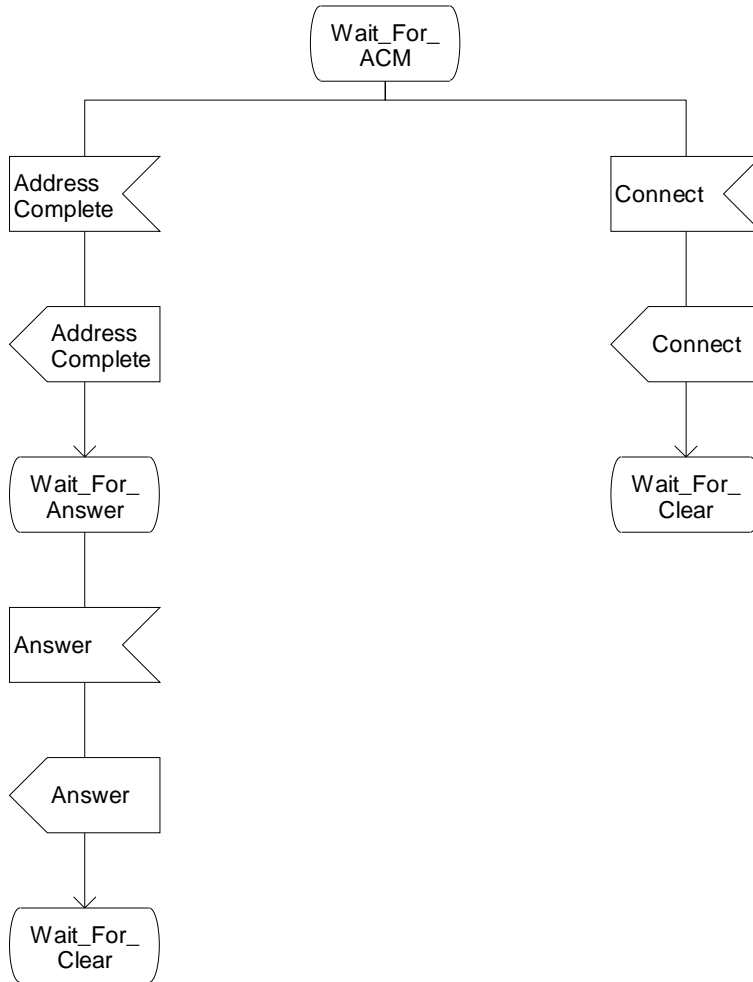 Wait_For_
ACM
Address
Complete
Connect
Address
Complete
Connect
Wait_For_
Answer
Wait_For_
Clear
Answer
Answer
Wait_For_
Clear